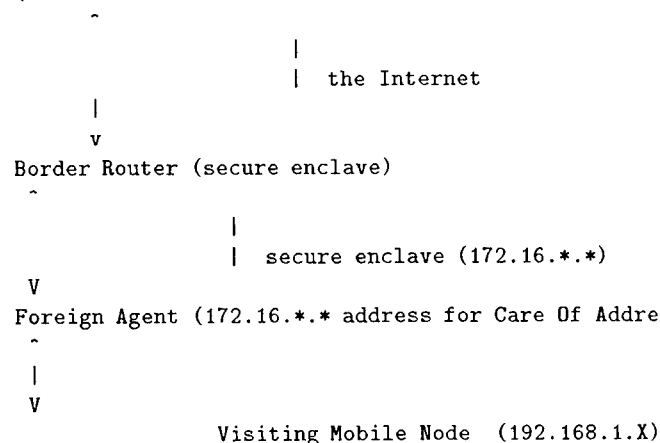 the Internet
v
Border Router (secure enclave)
secure enclave (172.16.*.*)
V
Foreign Agent (172.16.*.* address for Care Of Addre
V
Visiting Mobile Node (192.168.1.X)